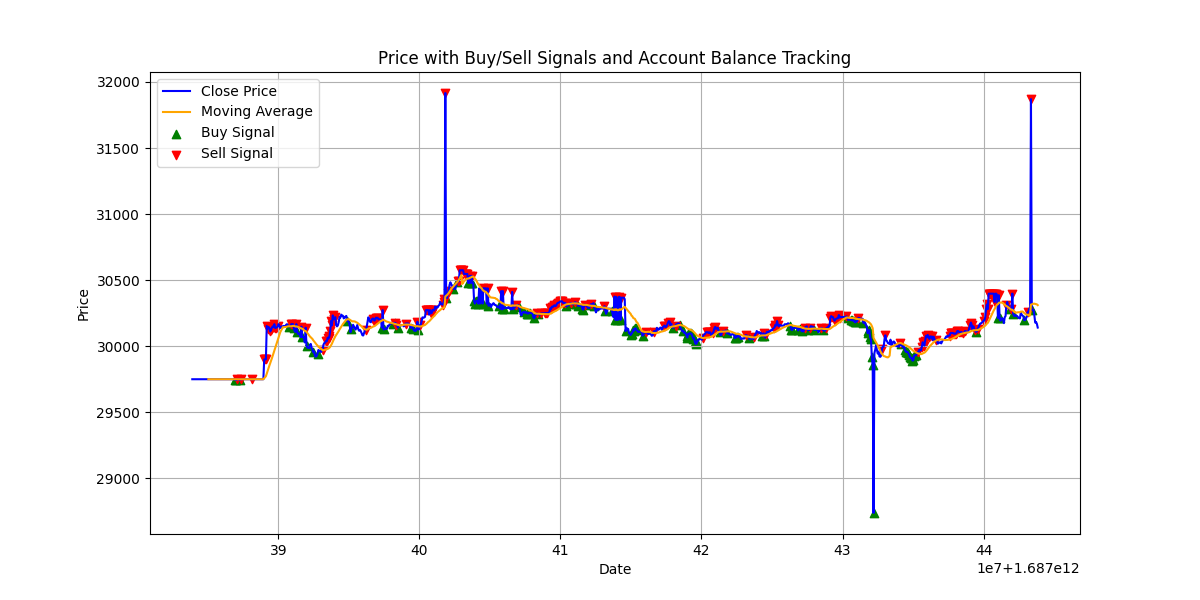 Price with Buy/Sell Signals and Account Balance Tracking
Close Price
Moving Average
Buy Signal
Sell Signal
32000
31500
31000
30500
30000
29500
29000
Price
39 40 41 42 43 44
1e7+1.687e12
Date